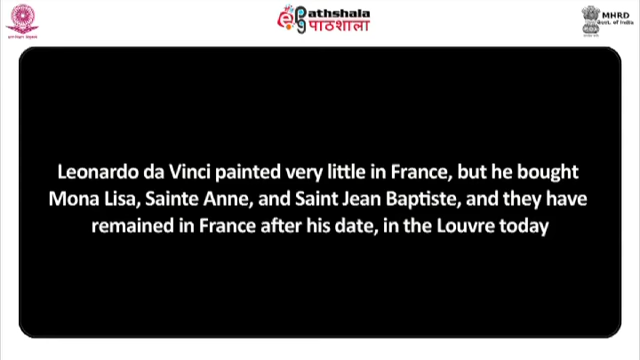 Pathshala
पाठशाला
MHRD
Govt. of India
Leonardo da Vinci painted very little in France, but he bought
Mona Lisa, Sainte Anne, and Saint Jean Baptiste, and they have
remained in France after his date, in the Louvre today